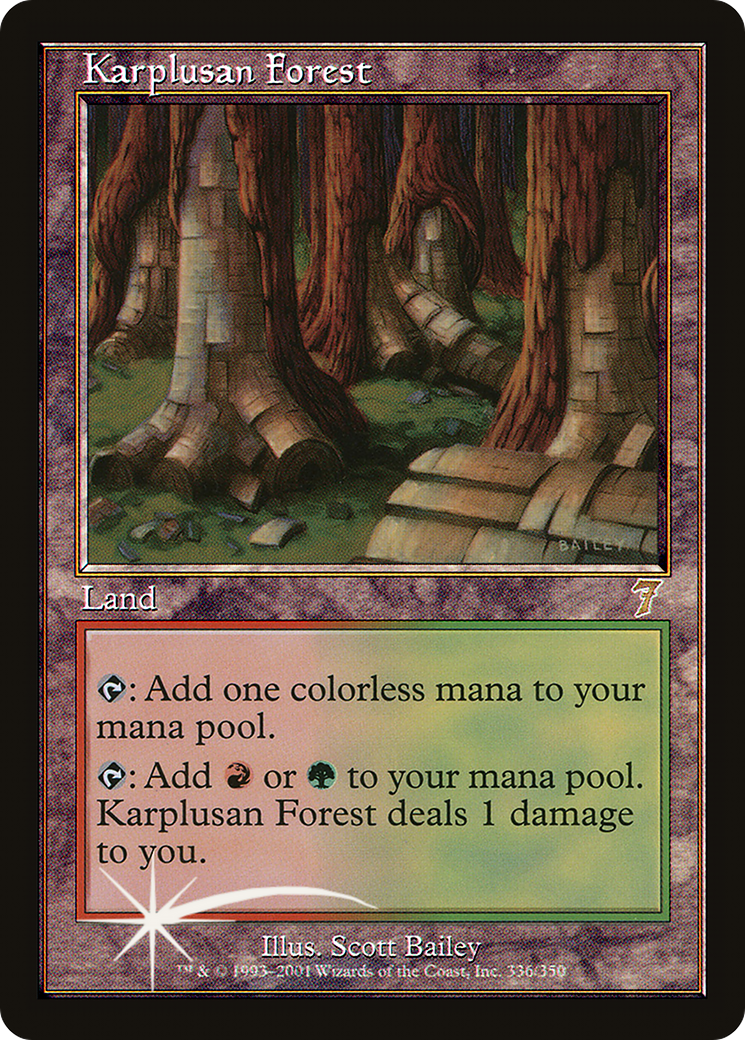 Karplusan Forest
BAILEY
Land
7
: Add one colorless mana to your
mana pool.
: Add or to your mana pool.
Karplusan Forest deals 1 damage
to you.
Illus. Scott Bailey
™ & © 1993–2001 Wizards of the Coast, Inc. 336/350